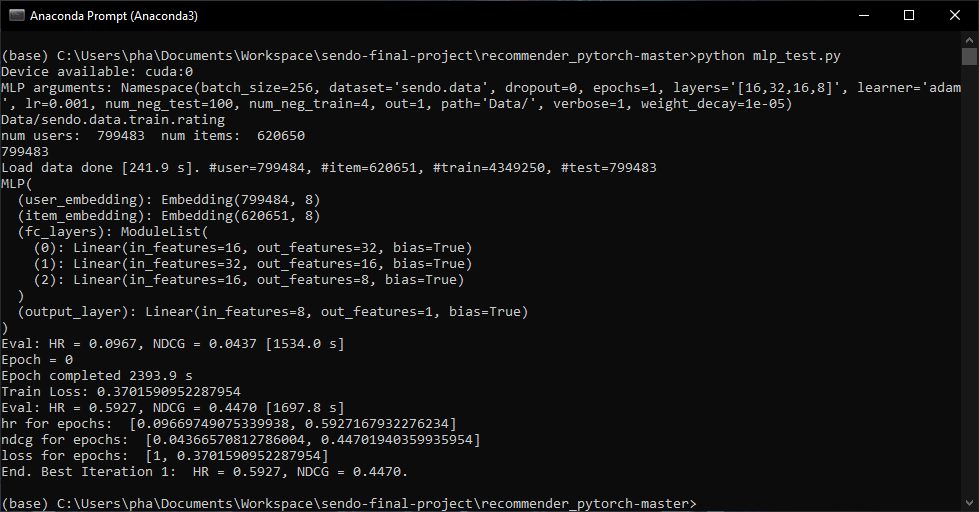 Anaconda Prompt (Anaconda3)
(base) C:\Users\pha\Documents\Workspace\sendo-final-project\recommender_pytorch-master>python mlp_test.py
Device available: cuda:0
MLP arguments: Namespace(batch_size=256, dataset='sendo.data', dropout=0, epochs=1, layers='[16,32,16,8]', learner='adam
', lr=0.001, num_neg_test=100, num_neg_train=4, out=1, path='Data/', verbose=1, weight_decay=1e-05)
Data/sendo.data.train.rating
num users:  799483  num items:  620650
799483
Load data done [241.9 s]. #user=799484, #item=620651, #train=4349250, #test=799483
MLP(
  (user_embedding): Embedding(799484, 8)
  (item_embedding): Embedding(620651, 8)
  (fc_layers): ModuleList(
    (0): Linear(in_features=16, out_features=32, bias=True)
    (1): Linear(in_features=32, out_features=16, bias=True)
    (2): Linear(in_features=16, out_features=8, bias=True)
  )
  (output_layer): Linear(in_features=8, out_features=1, bias=True)
)
Eval: HR = 0.0967, NDCG = 0.0437 [1534.0 s]
Epoch = 0
Epoch completed 2393.9 s
Train Loss: 0.3701590952287954
Eval: HR = 0.5927, NDCG = 0.4470 [1697.8 s]
hr for epochs:  [0.09669749075339938, 0.5927167932276234]
ndcg for epochs:  [0.04366570812786004, 0.44701940359935954]
loss for epochs:  [1, 0.3701590952287954]
End. Best Iteration 1:  HR = 0.5927, NDCG = 0.4470.
(base) C:\Users\pha\Documents\Workspace\sendo-final-project\recommender_pytorch-master>